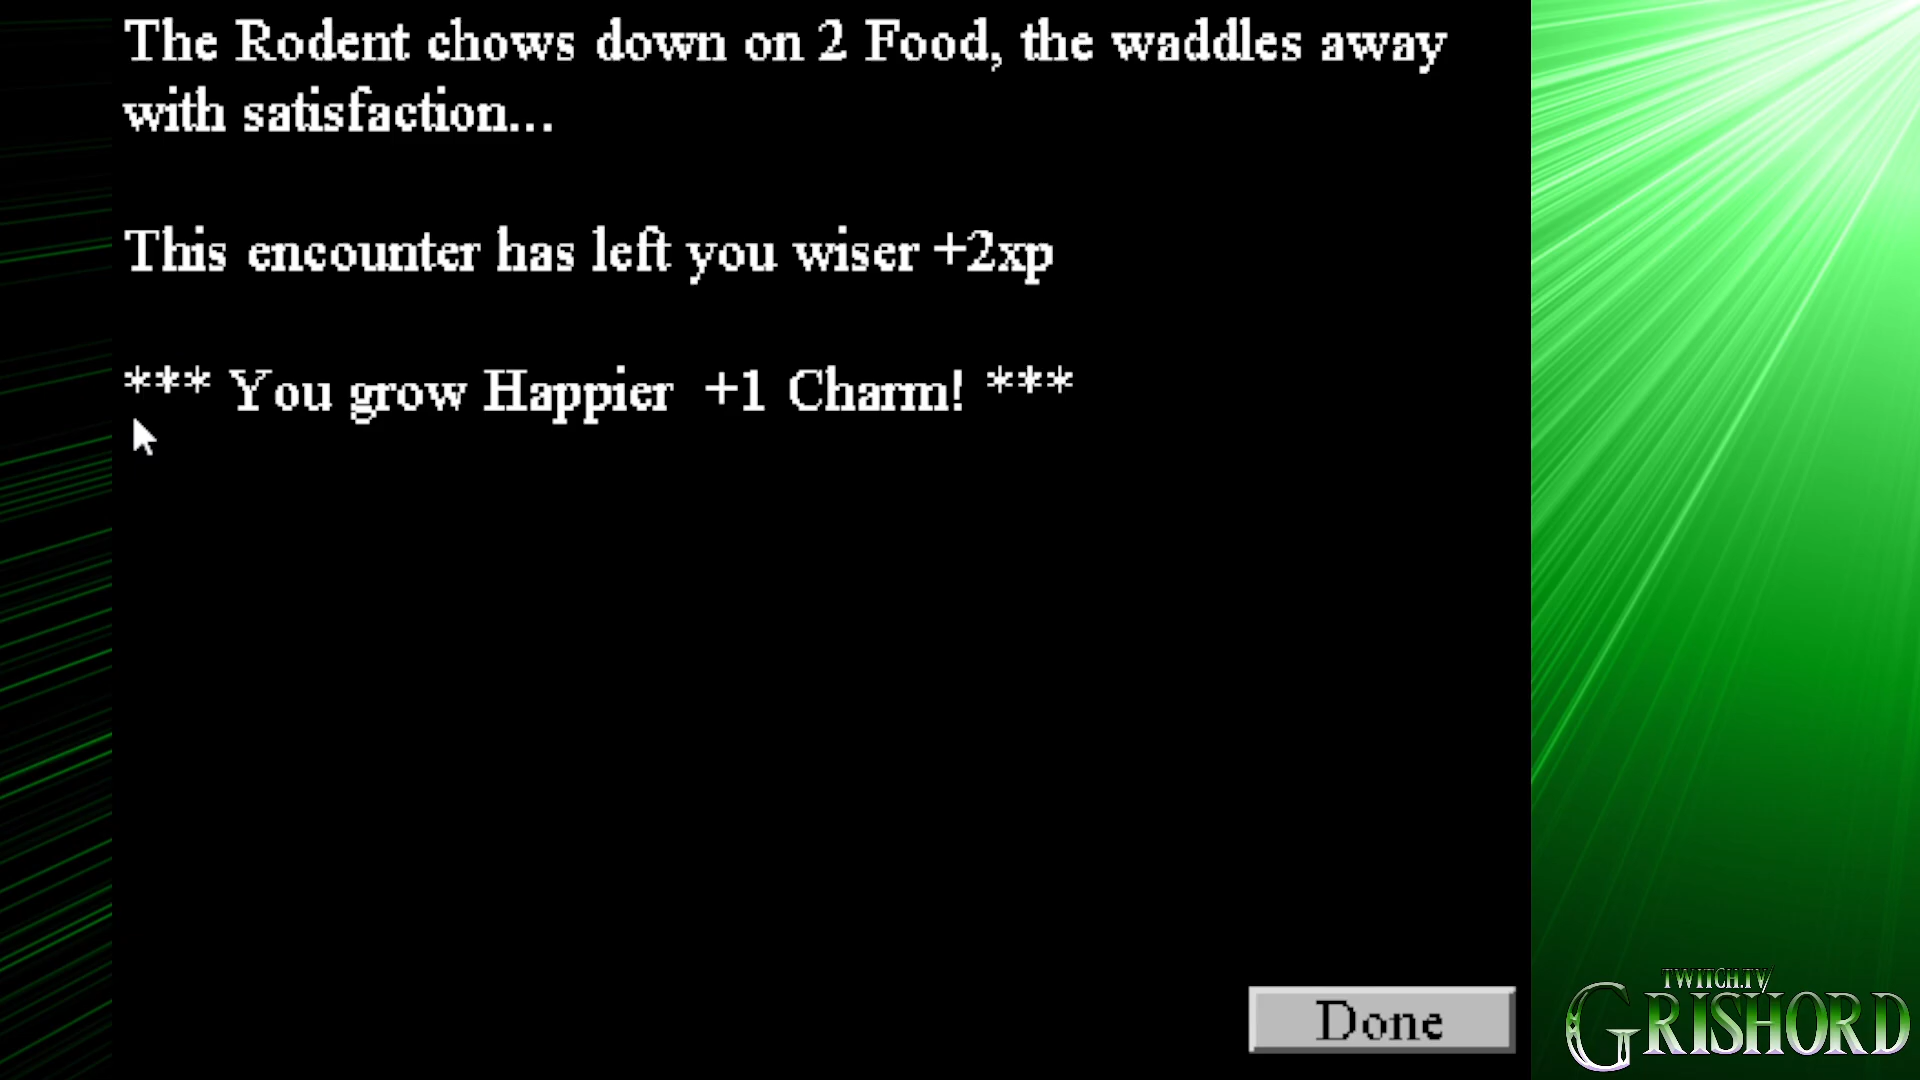 The Rodent chows down on 2 Food, the waddles away
with satisfaction...
This encounter has left you wiser +2xp
*** You grow Happier  +1 Charm! ***
Done
TWITCH.TV/
GRISHORD